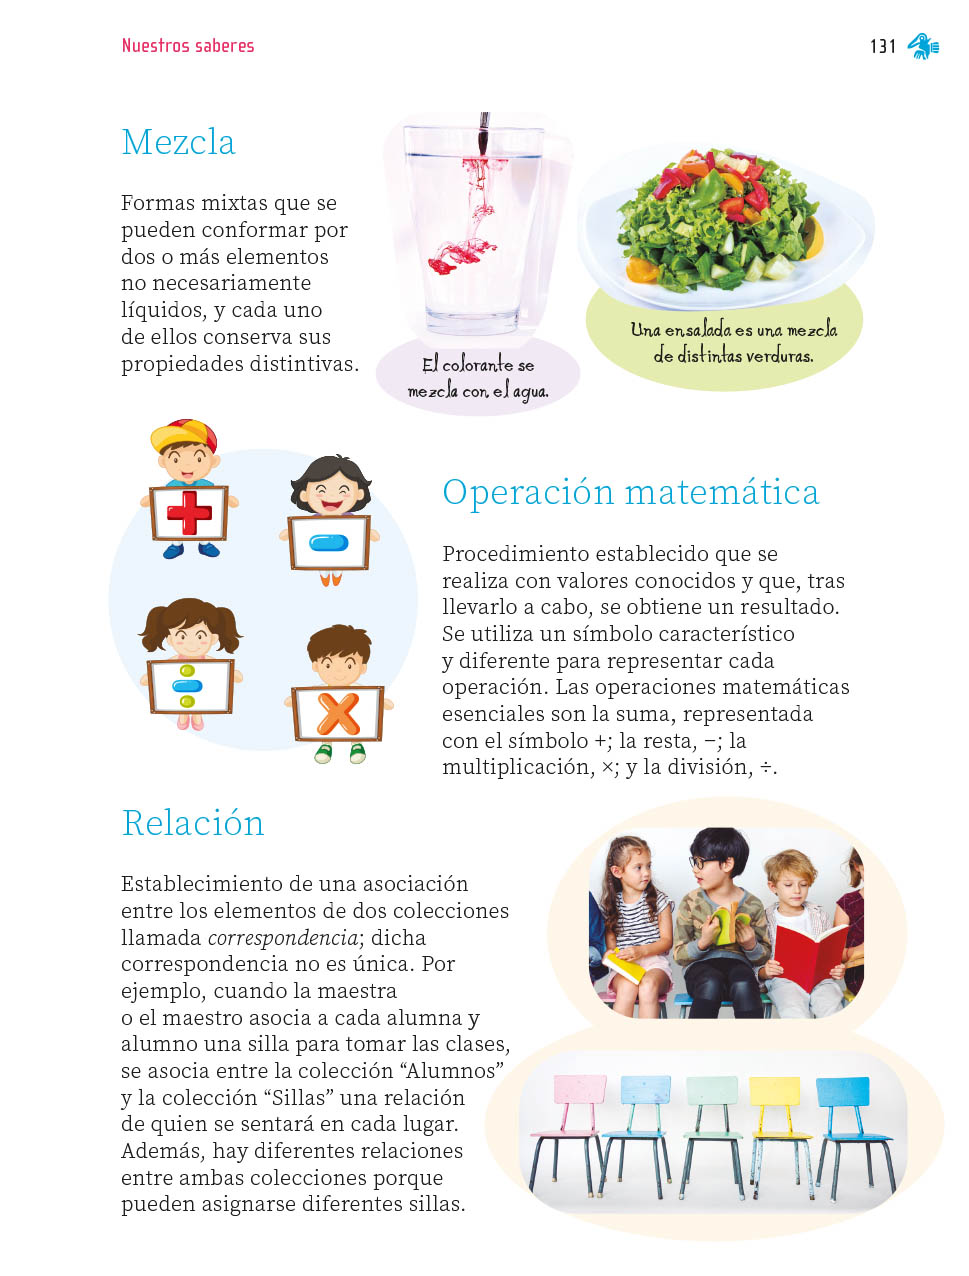 Nuestros saberes
131
Mezcla
Formas mixtas que se
pueden conformar por
dos o más elementos
no necesariamente
líquidos, y cada uno
de ellos conserva sus
propiedades distintivas.
El colorante se
mezcla con el agua.
Una ensalada es una mezcla
de distintas verduras.
Operación matemática
Procedimiento establecido que se
realiza con valores conocidos y que, tras
llevarlo a cabo, se obtiene un resultado.
Se utiliza un símbolo característico
y diferente para representar cada
operación. Las operaciones matemáticas
esenciales son la suma, representada
con el símbolo +; la resta, −; la
multiplicación, ×; y la división, ÷.
Relación
Establecimiento de una asociación
entre los elementos de dos colecciones
llamada correspondencia; dicha
correspondencia no es única. Por
ejemplo, cuando la maestra
o el maestro asocia a cada alumna y
alumno una silla para tomar las clases,
se asocia entre la colección “Alumnos”
y la colección “Sillas” una relación
de quien se sentará en cada lugar.
Además, hay diferentes relaciones
entre ambas colecciones porque
pueden asignarse diferentes sillas.